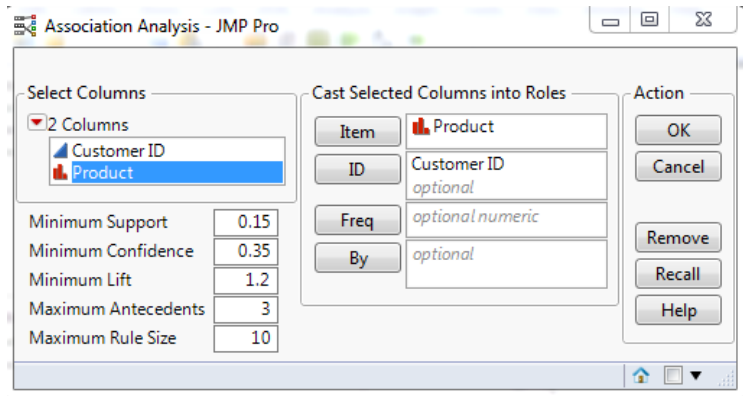 Association Analysis - JMP Pro
Select Columns
2 Columns
Customer ID
Product
Minimum Support 0.15
Minimum Confidence 0.35
Minimum Lift 1.2
Maximum Antecedents 3
Maximum Rule Size 10
Cast Selected Columns into Roles
Item Product
ID Customer ID
optional
Freq optional numeric
By optional
Action
OK
Cancel
Remove
Recall
Help